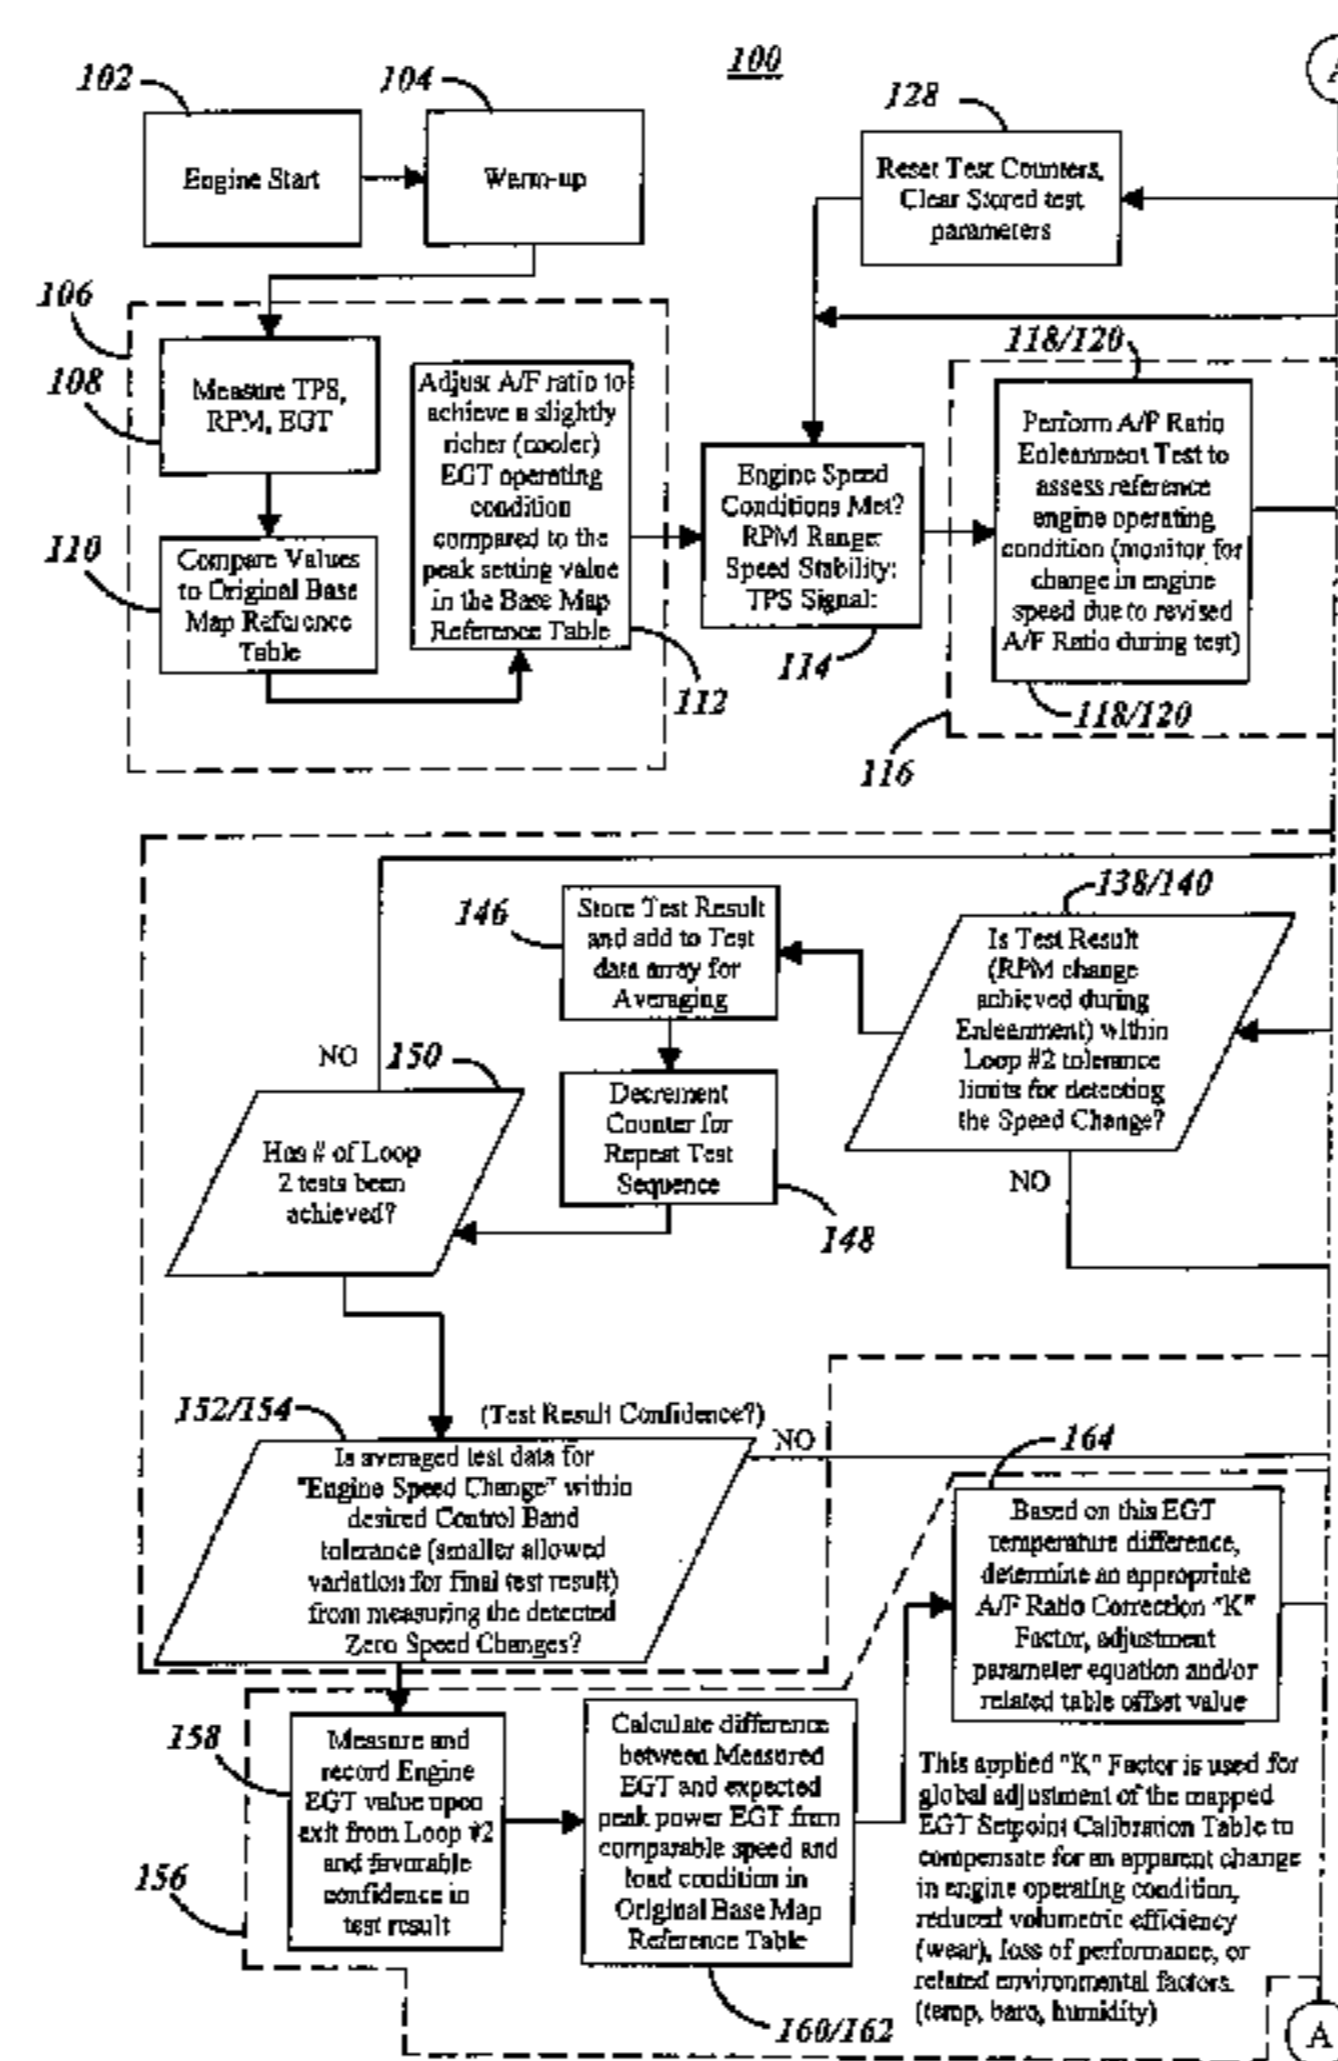 100
A
102
104
128
Engine Start
Warm-up
Reset Test Counters,
Clear Stored test
parameters
106
108
Measure TPS,
RPM, EGT
110
Compare Values
to Original Base
Map Reference
Table
Adjust A/F ratio to
achieve a slightly
richer (cooler)
EGT operating
condition
compared to the
peak setting value
in the Base Map
Reference Table
112
Engine Speed
Conditions Met?
RPM Range:
Speed Stability:
TPS Signal:
114
118/120
Perform A/F Ratio
Enleanment Test to
assess reference
engine operating
condition (monitor for
change in engine
speed due to revised
A/F Ratio during test)
118/120
116
138/140
Is Test Result
(RPM change
achieved during
Enleanment) within
Loop #2 tolerance
limits for detecting
the Speed Change?
NO
146
Store Test Result
and add to Test
data array for
Averaging
Decrement
Counter for
Repeat Test
Sequence
148
NO
150
Has # of Loop
2 tests been
achieved?
152/154
(Test Result Confidence?)
NO
Is averaged test data for
"Engine Speed Change" within
desired Control Band
tolerance (smaller allowed
variation for final test result)
from measuring the detected
Zero Speed Changes?
158
Measure and
record Engine
EGT value upon
exit from Loop #2
and favorable
confidence in
test result
156
Calculate difference
between Measured
EGT and expected
peak power EGT from
comparable speed and
load condition in
Original Base Map
Reference Table
160/162
164
Based on this EGT
temperature difference,
determine an appropriate
A/F Ratio Correction "K"
Factor, adjustment
parameter equation and/or
related table offset value
This applied "K" Factor is used for
global adjustment of the mapped
EGT Setpoint Calibration Table to
compensate for an apparent change
in engine operating condition,
reduced volumetric efficiency
(wear), loss of performance, or
related environmental factors.
(temp, baro, humidity)
A